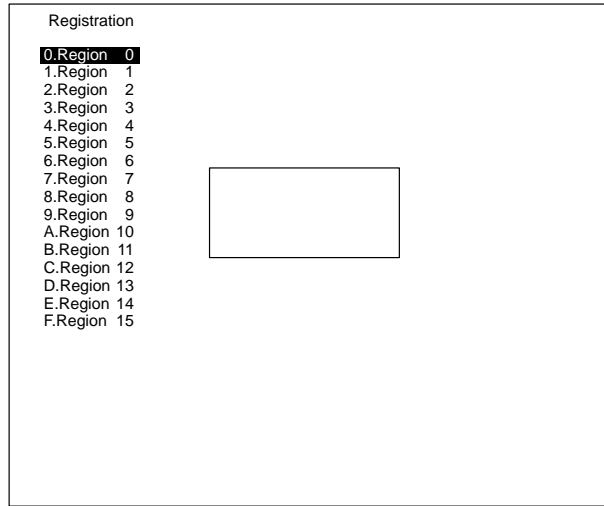 Registration
0.Region 0
1.Region 1
2.Region 2
3.Region 3
4.Region 4
5.Region 5
6.Region 6
7.Region 7
8.Region 8
9.Region 9
A.Region 10
B.Region 11
C.Region 12
D.Region 13
E.Region 14
F.Region 15